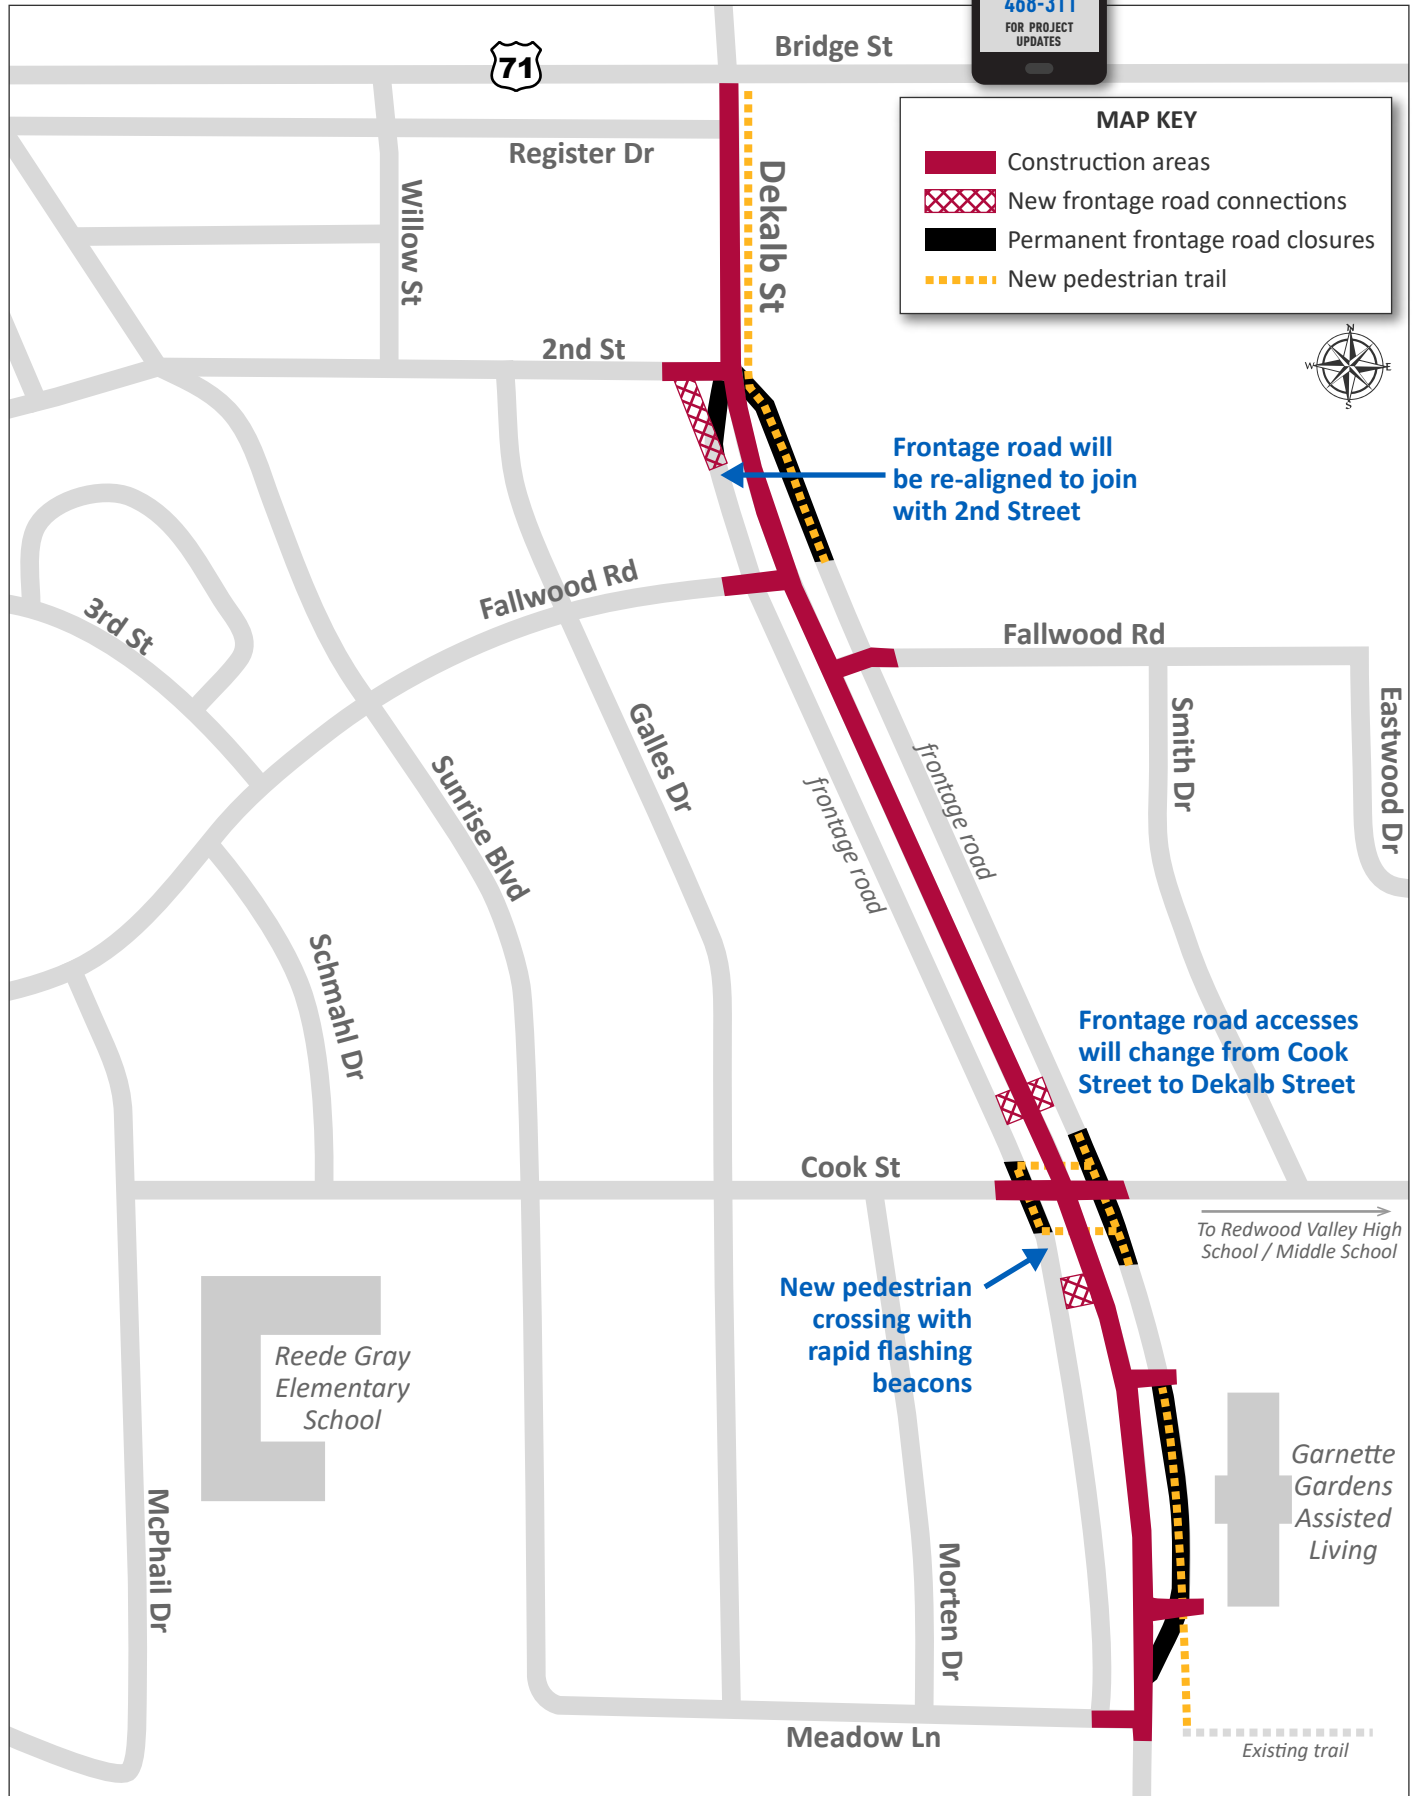 468-311
FOR PROJECT
UPDATES
Bridge St
71
MAP KEY
Construction areas
New frontage road connections
Permanent frontage road closures
New pedestrian trail
Register Dr
Willow St
Dekalb St
N
W
E
S
2nd St
Frontage road will
be re-aligned to join
with 2nd Street
Fallwood Rd
3rd St
Fallwood Rd
Galles Dr
Smith Dr
Eastwood Dr
Sunrise Blvd
frontage road
frontage road
Schmahl Dr
Frontage road accesses
will change from Cook
Street to Dekalb Street
Cook St
To Redwood Valley High
School / Middle School
New pedestrian
crossing with
rapid flashing
beacons
Reede Gray
Elementary
School
Garnette
Gardens
Assisted
Living
McPhail Dr
Morten Dr
Meadow Ln
Existing trail